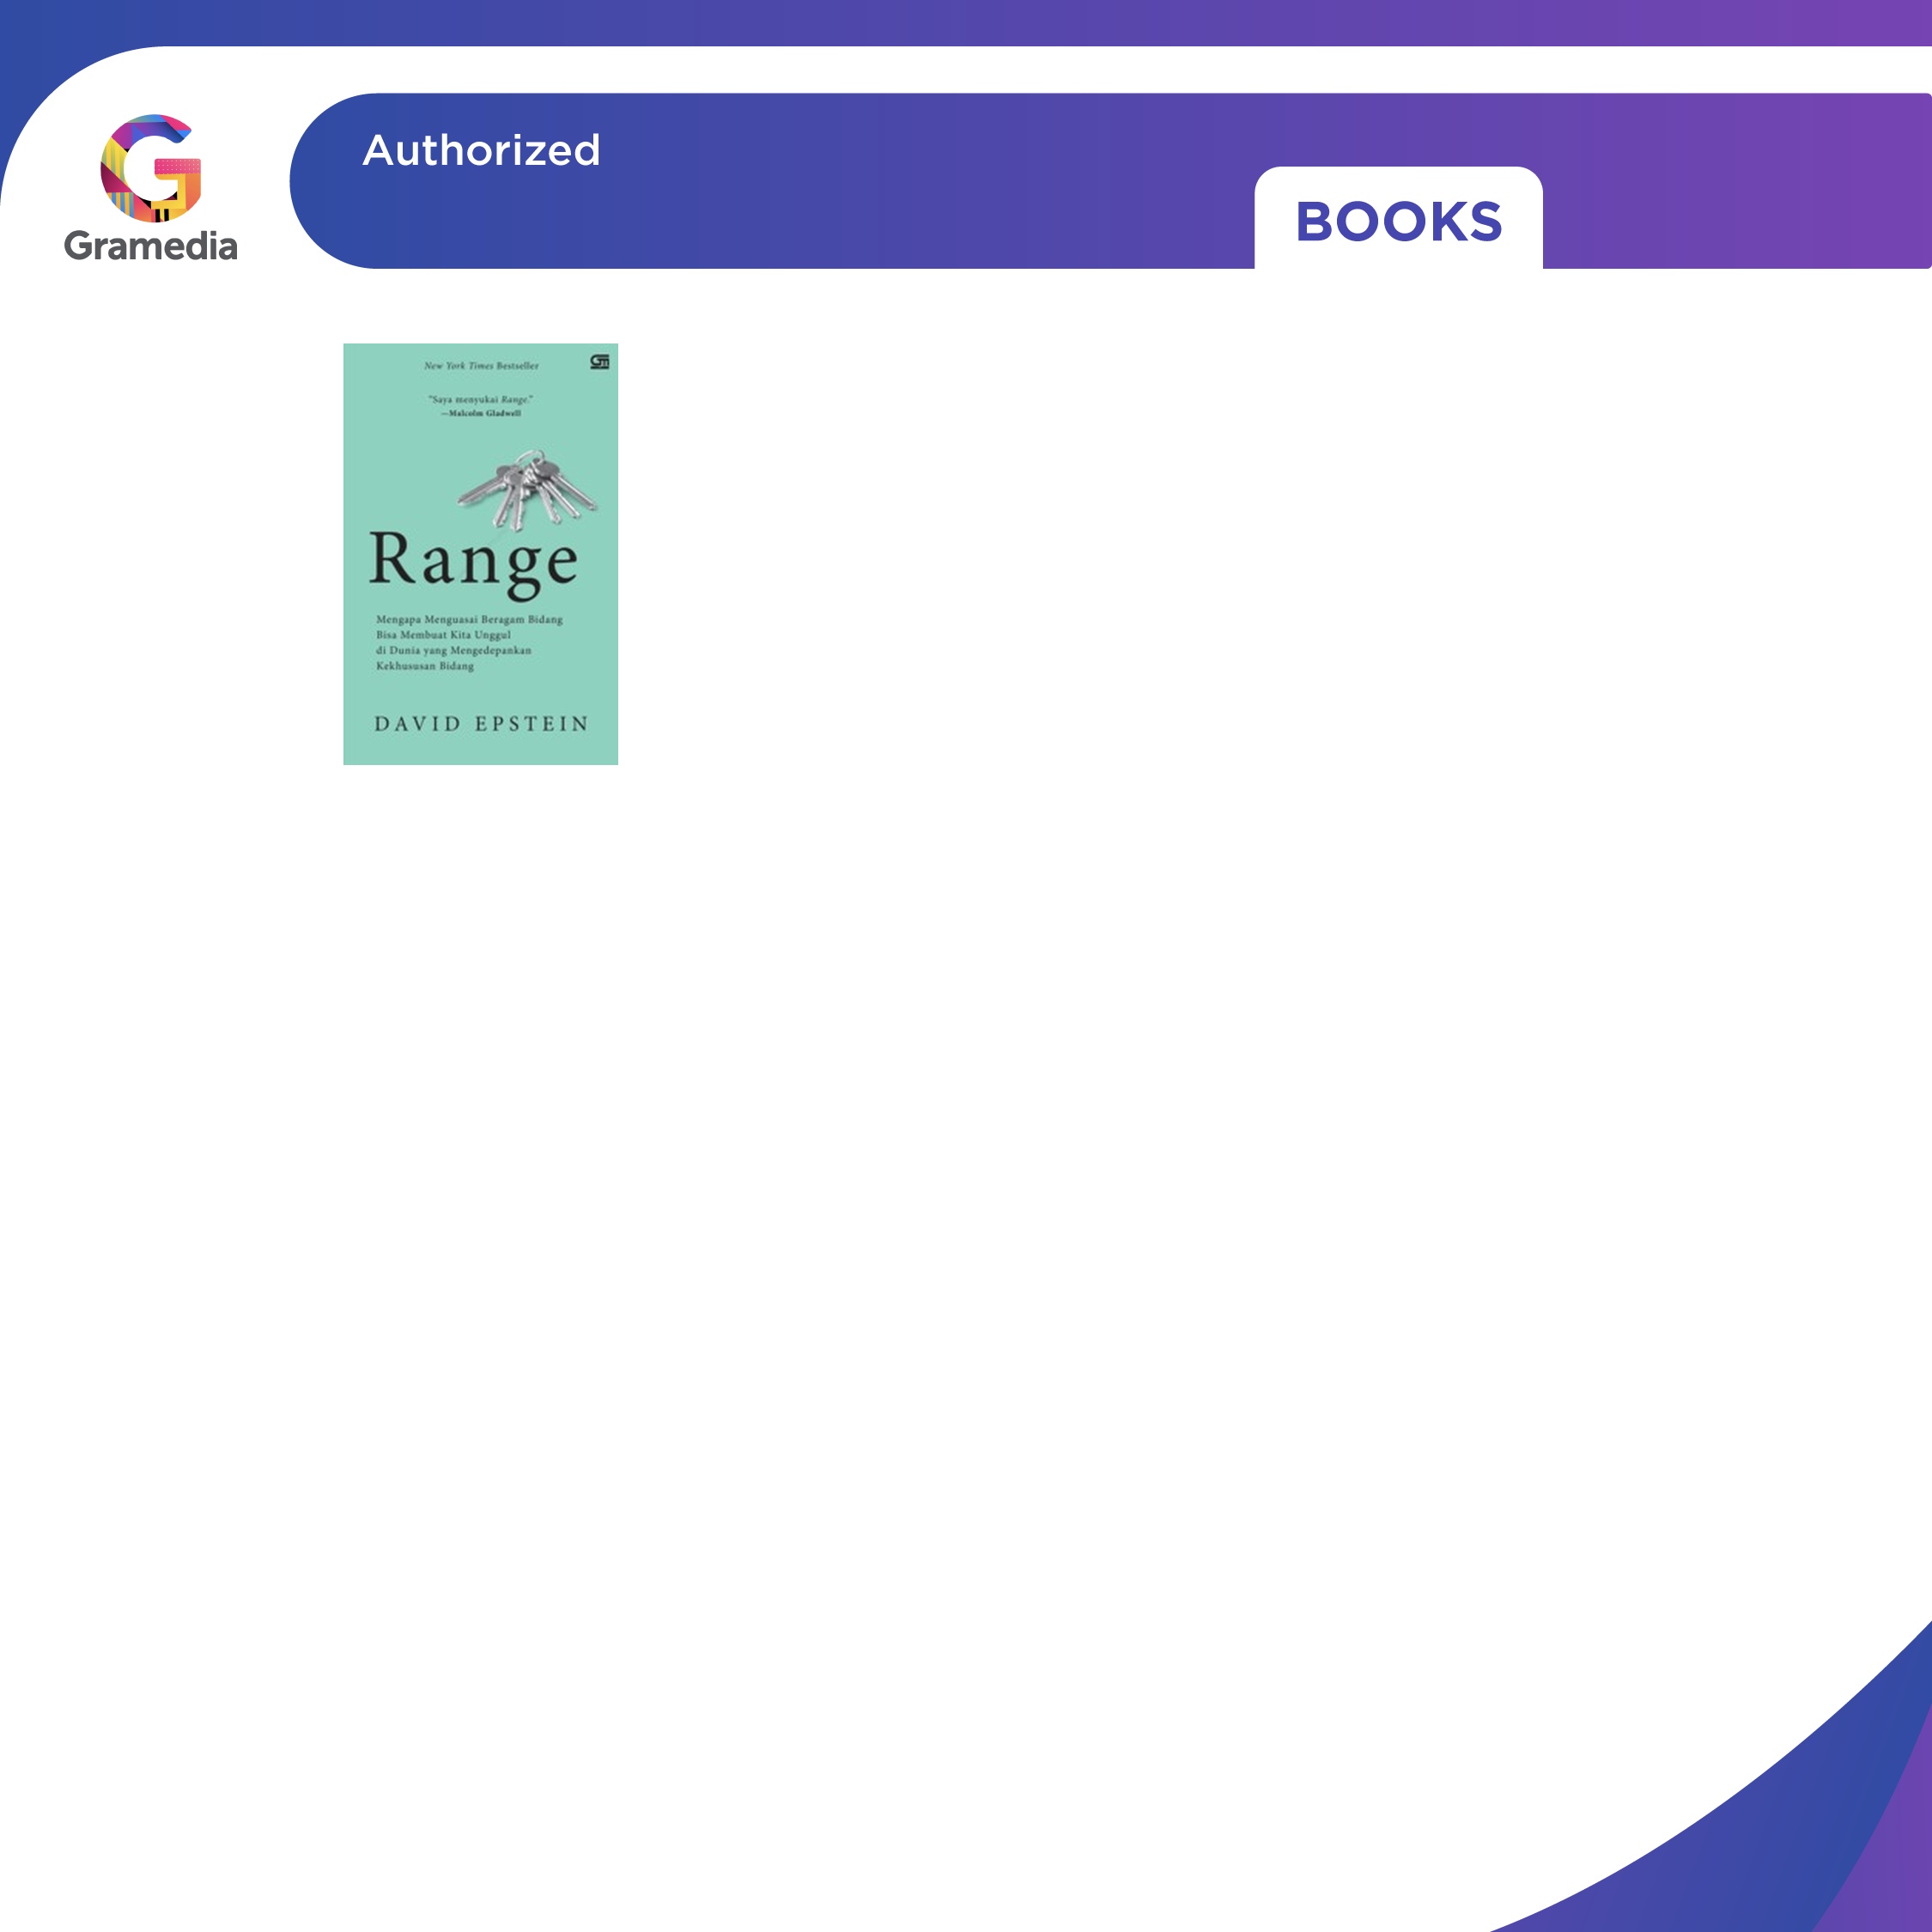 Authorized
BOOKS
Gramedia
New York Times Bestseller
"Saya menyukai Range."
—Malcolm Gladwell
Range
Mengapa Menguasai Beragam Bidang
Bisa Membuat Kita Unggul
di Dunia yang Mengedepankan
Kekhususan Bidang
DAVID EPSTEIN